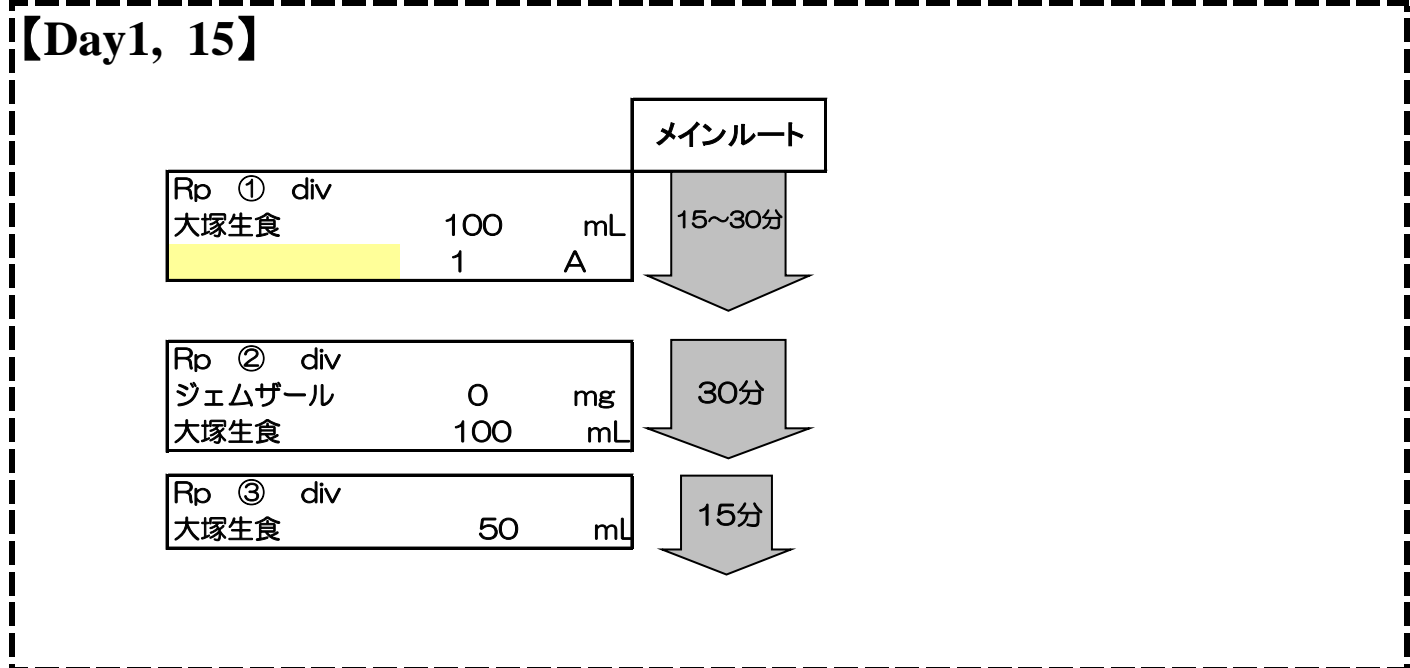 【Day1, 15】
メインルート
Rp ① div
大塚生食 100 mL
1 A
15～30分
Rp ② div
ジェムザール 0 mg
大塚生食 100 mL
30分
Rp ③ div
大塚生食 50 mL
15分